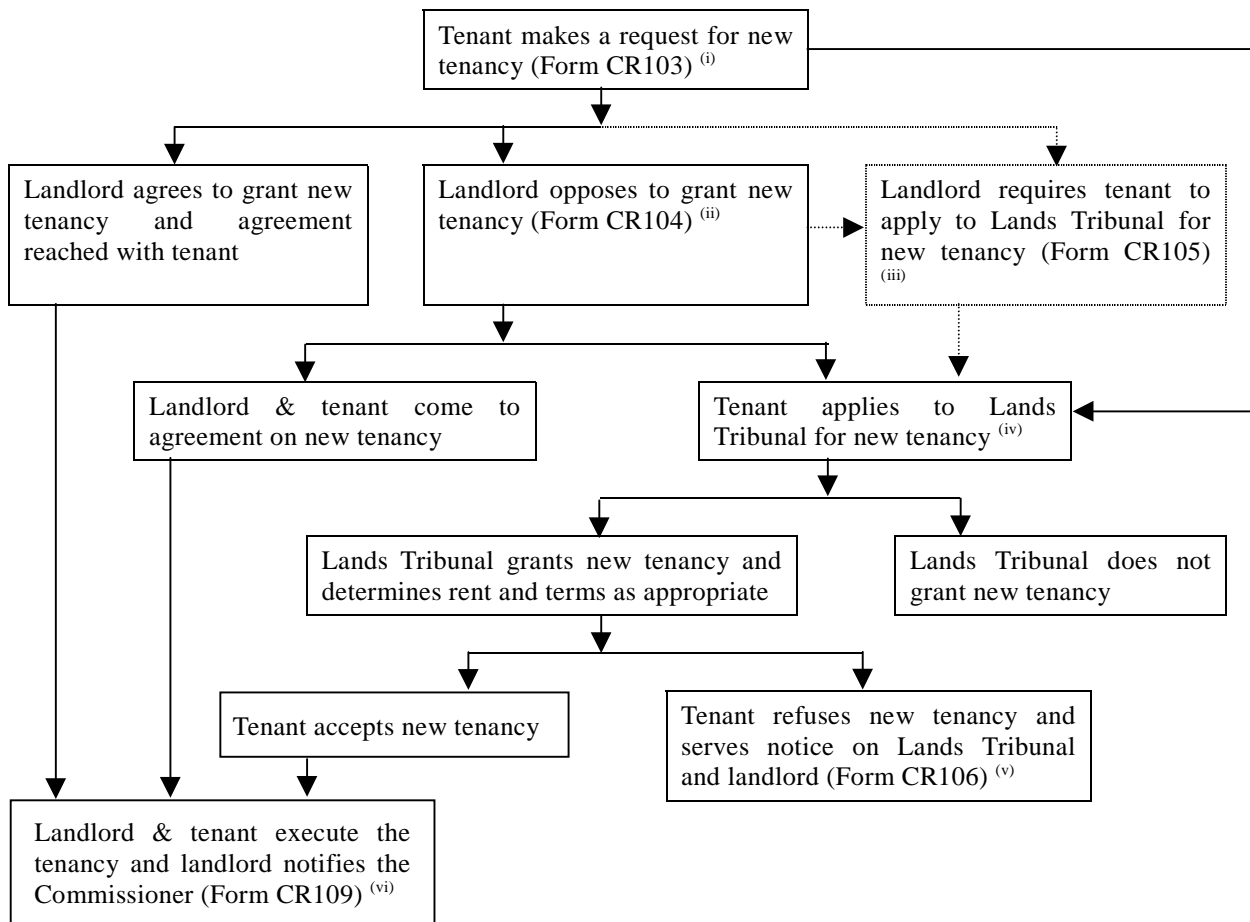 Tenant makes a request for new
tenancy (Form CR103) (i)
Landlord agrees to grant new
tenancy and agreement
reached with tenant
Landlord opposes to grant new
tenancy (Form CR104) (ii)
Landlord requires tenant to
apply to Lands Tribunal for
new tenancy (Form CR105)
(iii)
Landlord & tenant come to
agreement on new tenancy
Tenant applies to Lands
Tribunal for new tenancy (iv)
Lands Tribunal grants new tenancy and
determines rent and terms as appropriate
Lands Tribunal does not
grant new tenancy
Tenant accepts new tenancy
Tenant refuses new tenancy and
serves notice on Lands Tribunal
and landlord (Form CR106) (v)
Landlord & tenant execute the
tenancy and landlord notifies the
Commissioner (Form CR109) (vi)